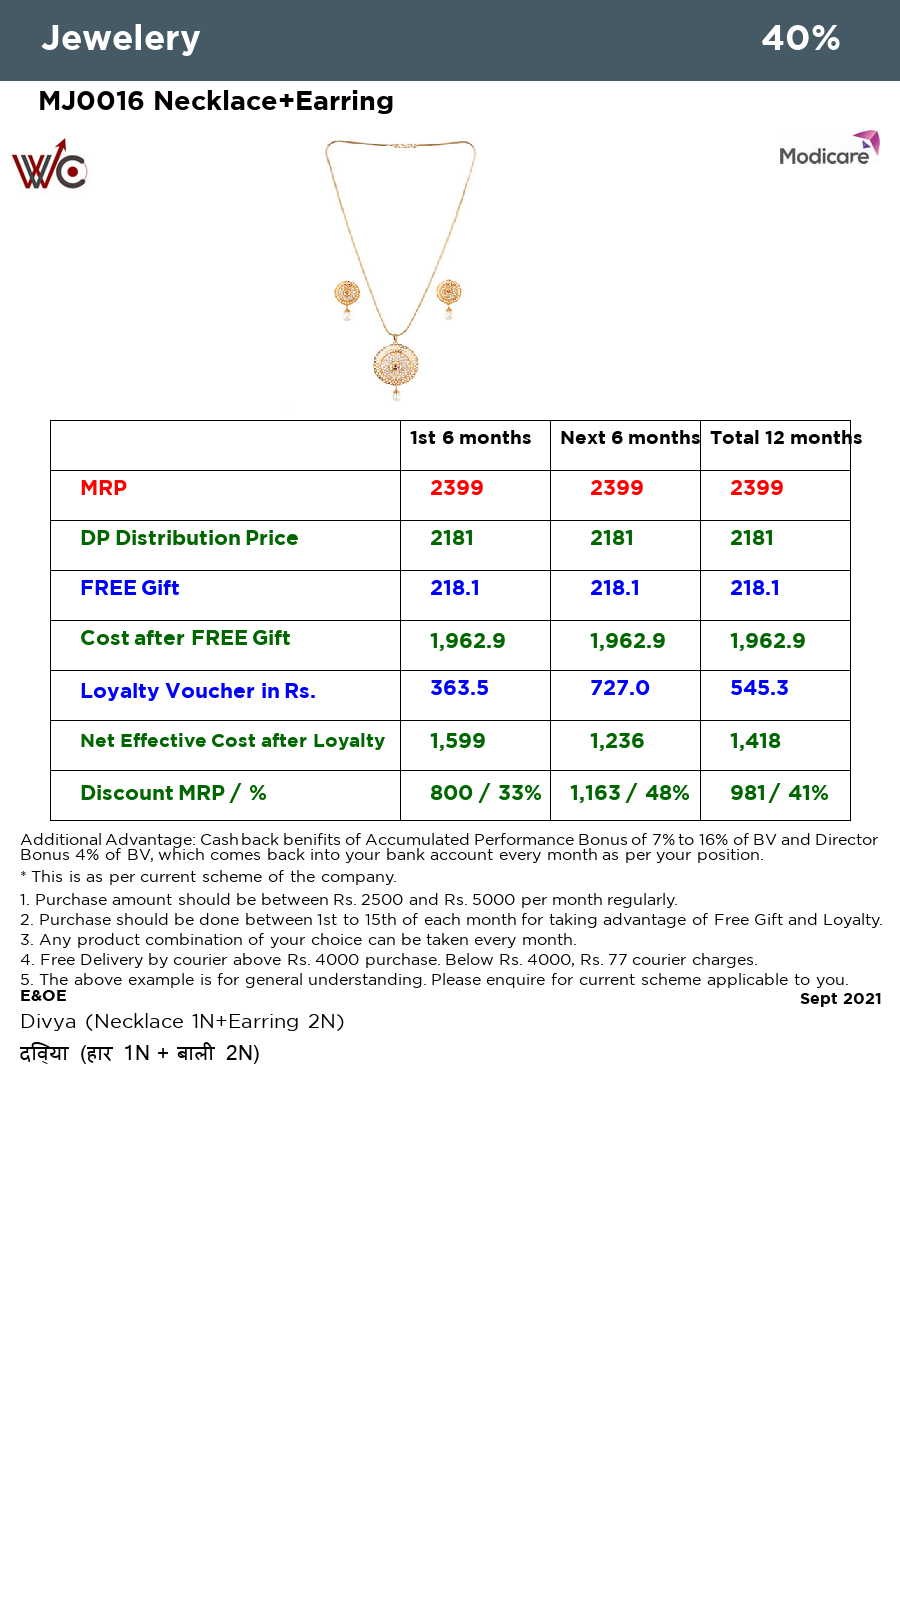 Jewelery 40%
MJ0016 Necklace+Earring
WC
Modicare
1st 6 months Next 6 months Total 12 months
MRP 2399 2399 2399
DP Distribution Price 2181 2181 2181
FREE Gift 218.1 218.1 218.1
Cost after FREE Gift 1,962.9 1,962.9 1,962.9
Loyalty Voucher in Rs. 363.5 727.0 545.3
Net Effective Cost after Loyalty 1,599 1,236 1,418
Discount MRP / % 800 / 33% 1,163 / 48% 981 / 41%
Additional Advantage: Cashback benifits of Accumulated Performance Bonus of 7% to 16% of BV and Director
Bonus 4% of BV, which comes back into your bank account every month as per your position.
* This is as per current scheme of the company.
1. Purchase amount should be between Rs. 2500 and Rs. 5000 per month regularly.
2. Purchase should be done between 1st to 15th of each month for taking advantage of Free Gift and Loyalty.
3. Any product combination of your choice can be taken every month.
4. Free Delivery by courier above Rs. 4000 purchase. Below Rs. 4000, Rs. 77 courier charges.
5. The above example is for general understanding. Please enquire for current scheme applicable to you.
E&OE Sept 2021
Divya (Necklace 1N+Earring 2N)
दिव्या (हार 1N + बाली 2N)